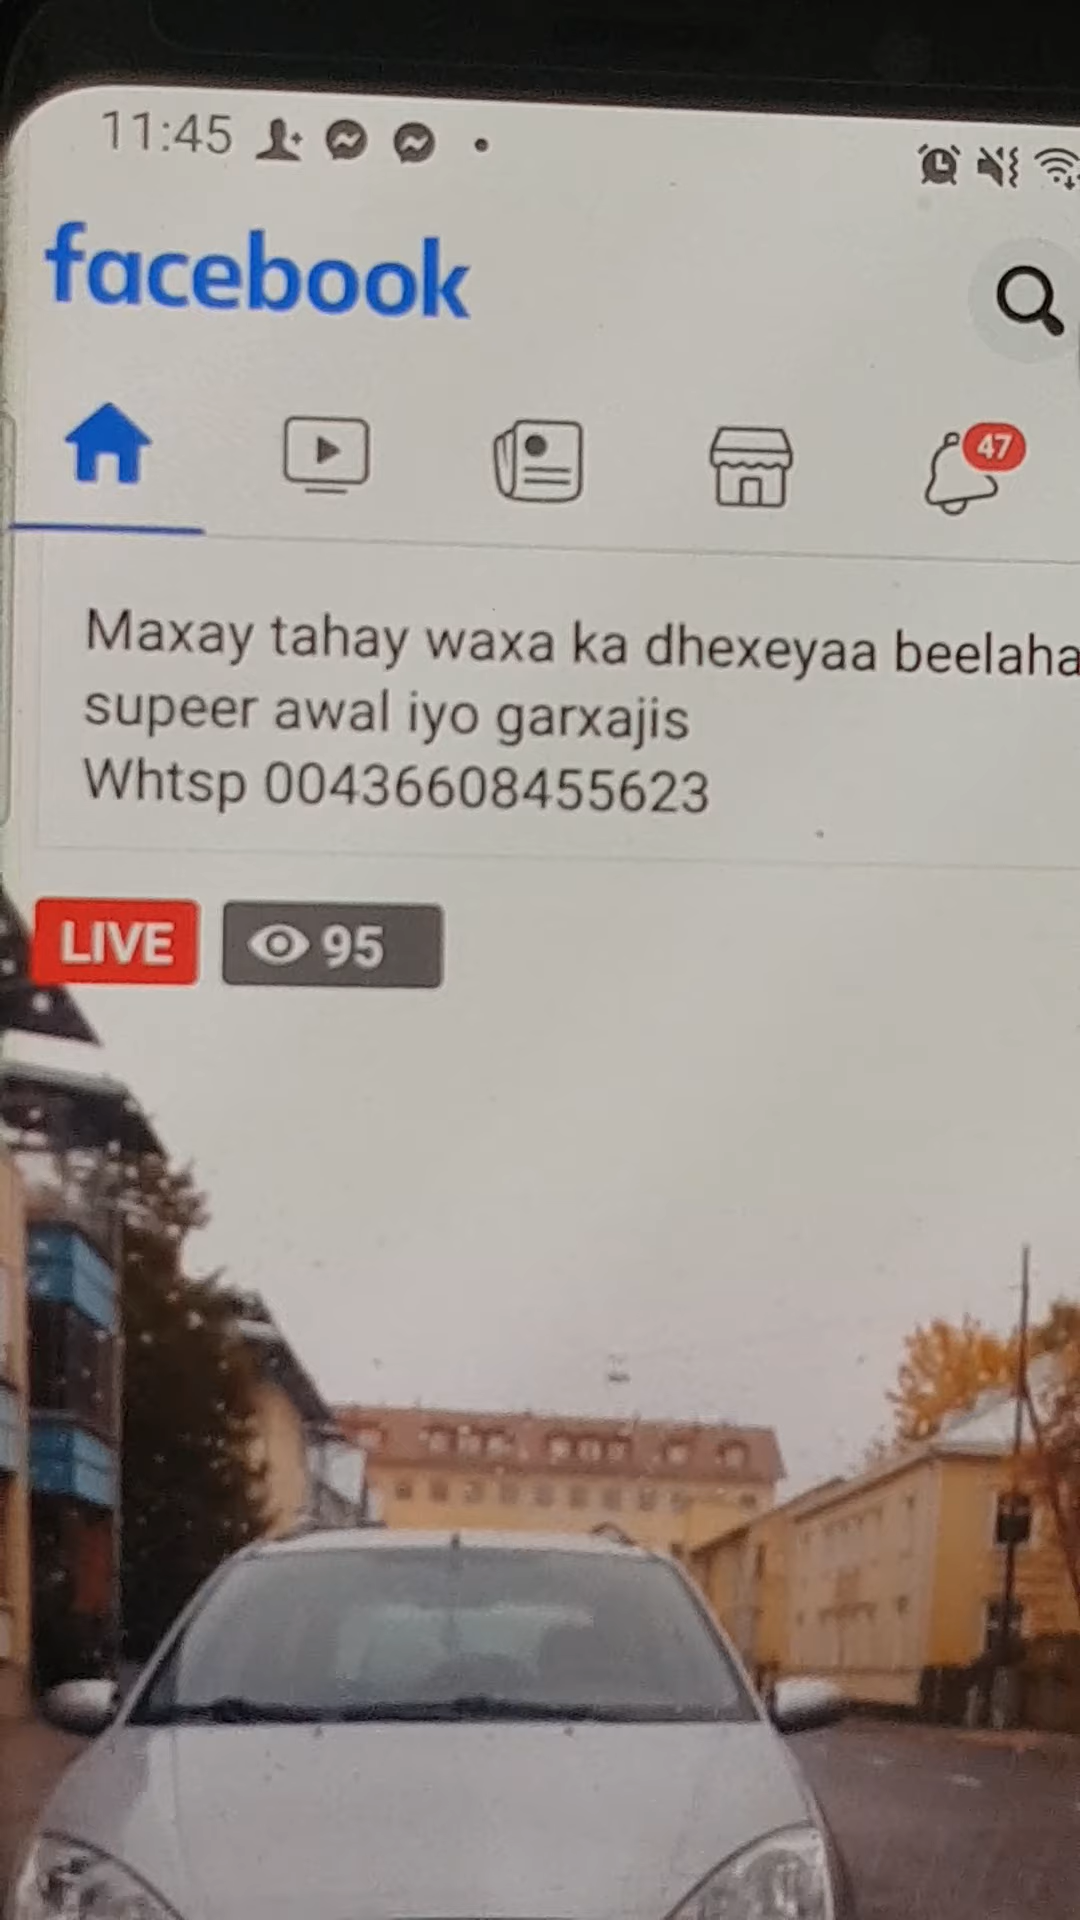 11:45
facebook
47
Maxay tahay waxa ka dhexeyaa beelaha
supeer awal iyo garxajis
Whtsp 00436608455623
LIVE 95